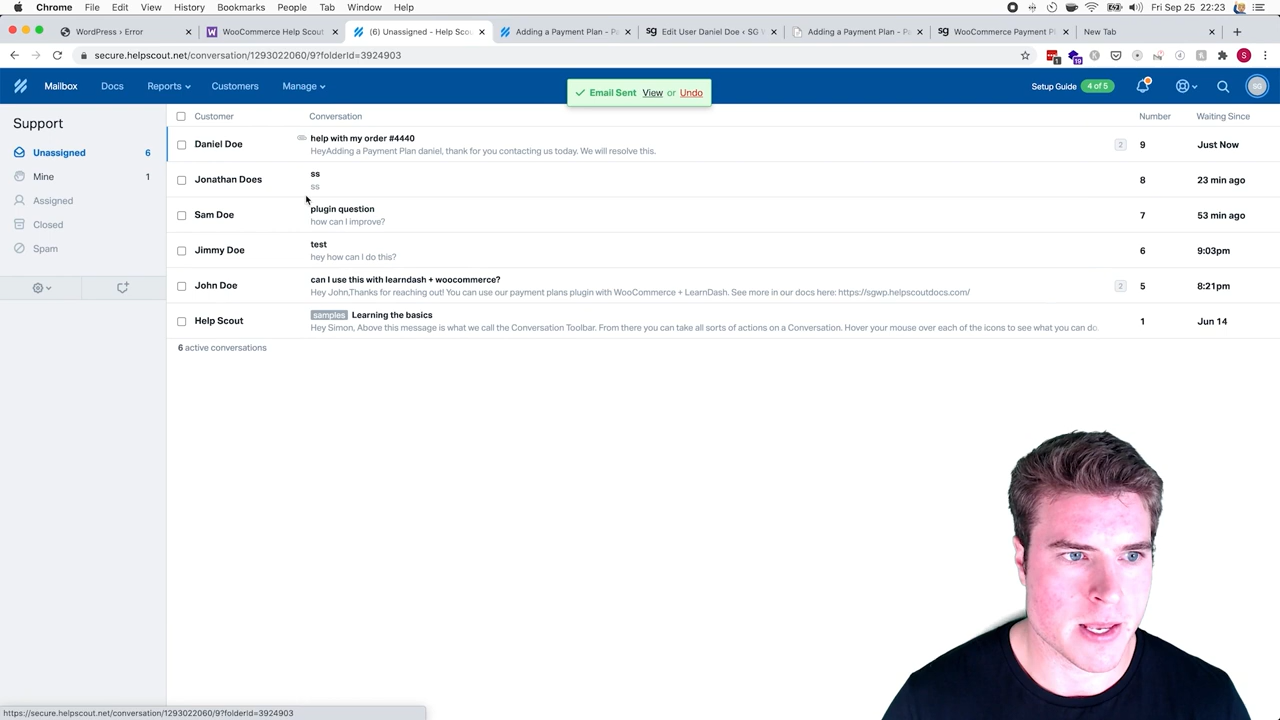 Chrome File Edit View History Bookmarks People Tab Window Help
Fri Sep 25 22:23
WordPress › Error
WooCommerce Help Scout
(6) Unassigned - Help Scou
Adding a Payment Plan - P
Edit User Daniel Doe ‹ SG W
Adding a Payment Plan - Pa
WooCommerce Payment Pl
New Tab
secure.helpscout.net/conversation/1293022060/9?folderId=3924903
Mailbox Docs Reports Customers Manage
Email Sent View or Undo
Setup Guide 4 of 5
Support
Unassigned 6
Mine 1
Assigned
Closed
Spam
Customer Conversation Number Waiting Since
Daniel Doe help with my order #4440 2 9 Just Now
HeyAdding a Payment Plan daniel, thank for you contacting us today. We will resolve this.
Jonathan Does ss 8 23 min ago
ss
Sam Doe plugin question 7 53 min ago
how can I improve?
Jimmy Doe test 6 9:03pm
hey how can I do this?
John Doe can I use this with learndash + woocommerce? 2 5 8:21pm
Hey John,Thanks for reaching out! You can use our payment plans plugin with WooCommerce + LearnDash. See more in our docs here: https://sgwp.helpscoutdocs.com/
Help Scout samples Learning the basics 1 Jun 14
Hey Simon, Above this message is what we call the Conversation Toolbar. From there you can take all sorts of actions on a Conversation. Hover your mouse over each of the icons to see what you can do.
6 active conversations
https://secure.helpscout.net/conversation/1293022060/9?folderId=3924903